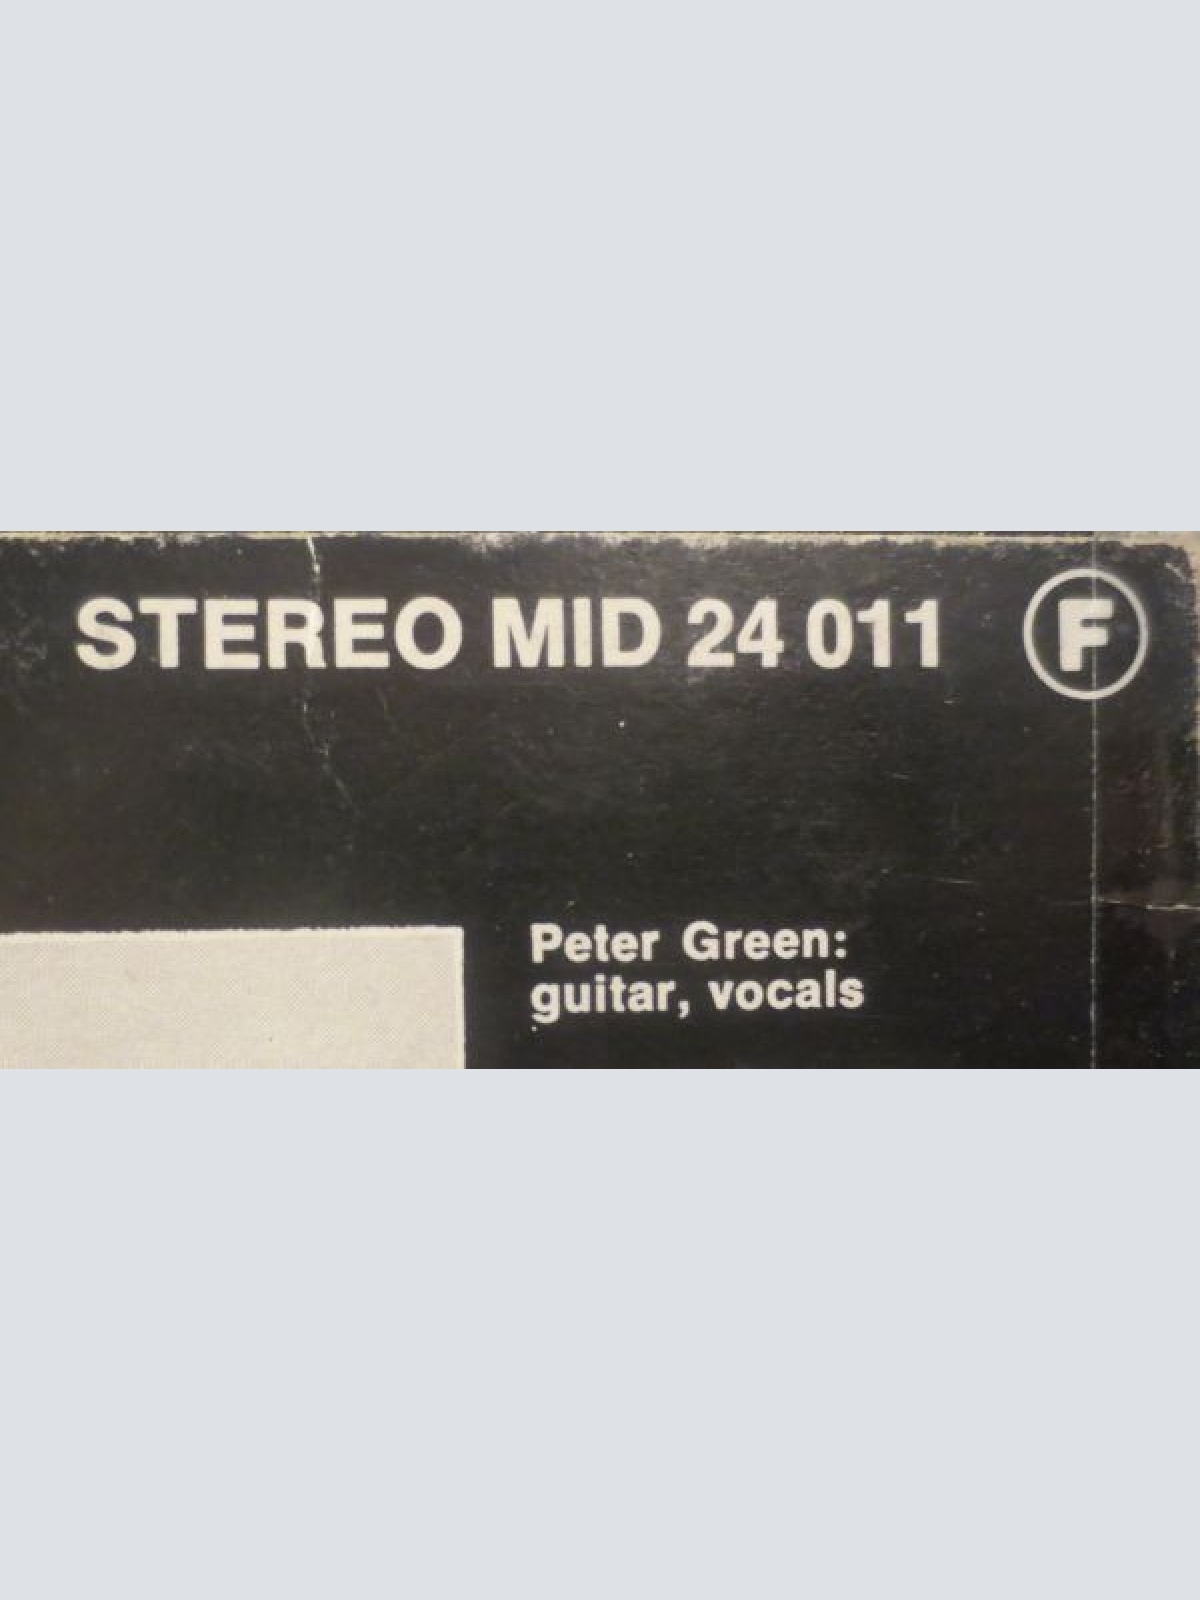 STEREO MID 24 011 F
Peter Green:
guitar, vocals